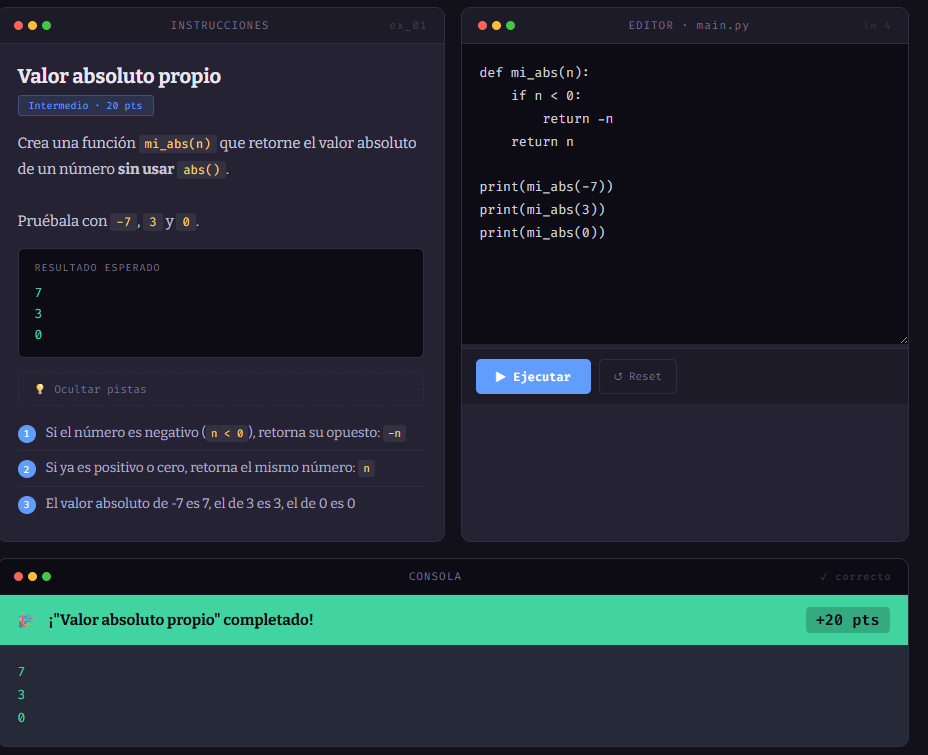 INSTRUCCIONES
ex_01
Valor absoluto propio
Intermedio · 20 pts
Crea una función mi_abs(n) que retorne el valor absoluto
de un número sin usar abs().
Pruébala con -7, 3 y 0.
RESULTADO ESPERADO
7
3
0
Ocultar pistas
1 Si el número es negativo (n < 0), retorna su opuesto: -n
2 Si ya es positivo o cero, retorna el mismo número: n
3 El valor absoluto de -7 es 7, el de 3 es 3, el de 0 es 0
EDITOR · main.py
ln 4
def mi_abs(n):
    if n < 0:
        return -n
    return n
print(mi_abs(-7))
print(mi_abs(3))
print(mi_abs(0))
▶ Ejecutar
↺ Reset
CONSOLA
✓ correcto
¡"Valor absoluto propio" completado!
+20 pts
7
3
0